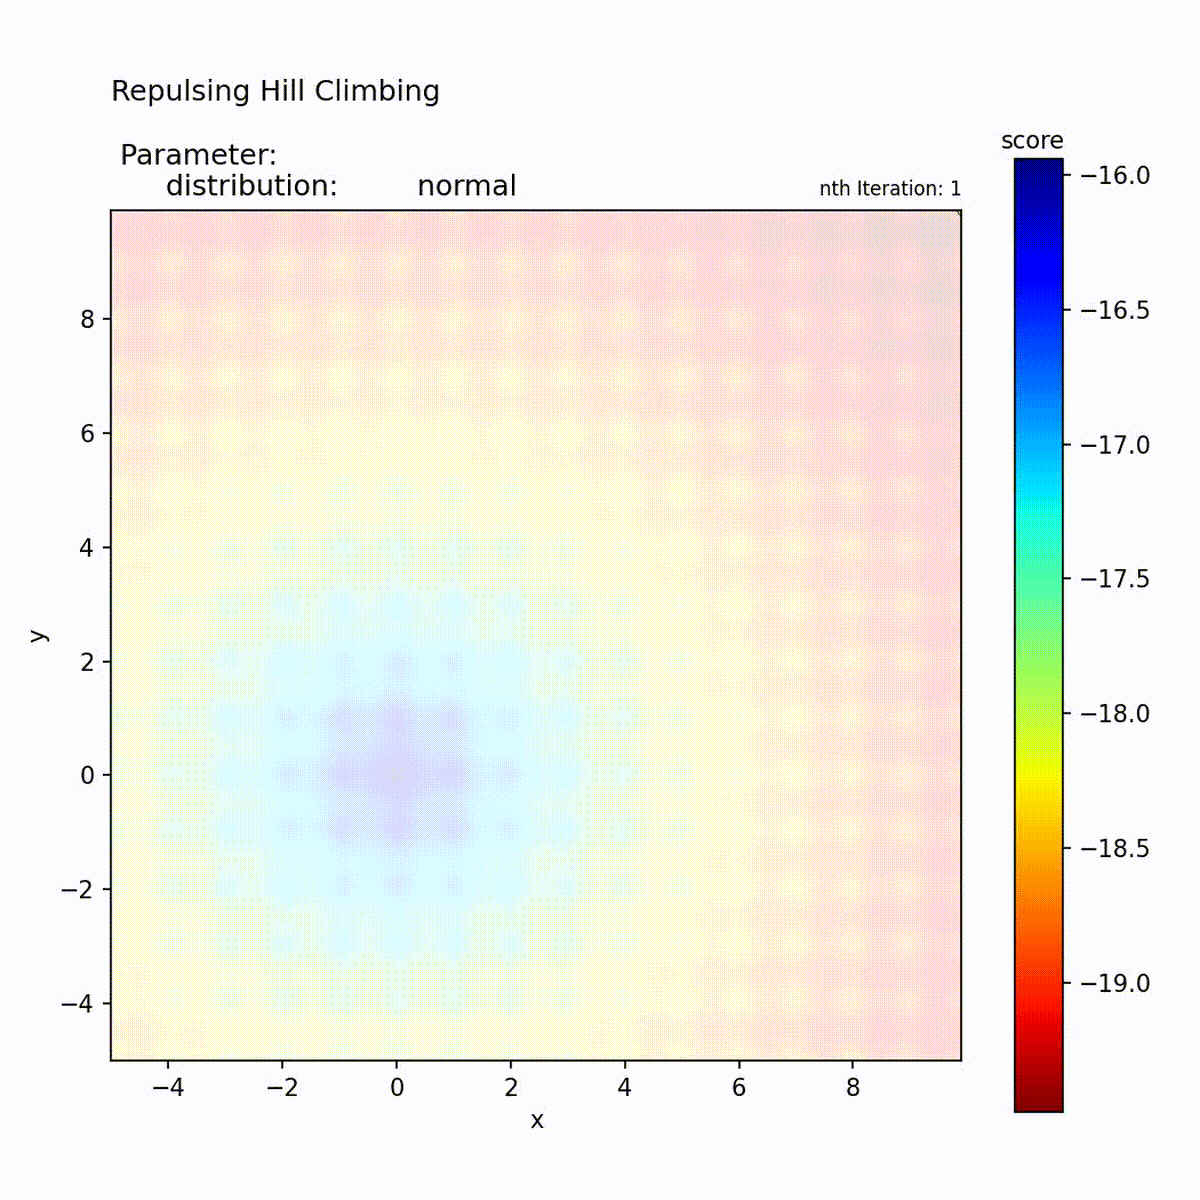 Repulsing Hill Climbing
Parameter:
distribution: normal
nth Iteration: 1
score
−16.0
−16.5
−17.0
−17.5
−18.0
−18.5
−19.0
8
6
4
2
0
−2
−4
y
−4 −2 0 2 4 6 8
x